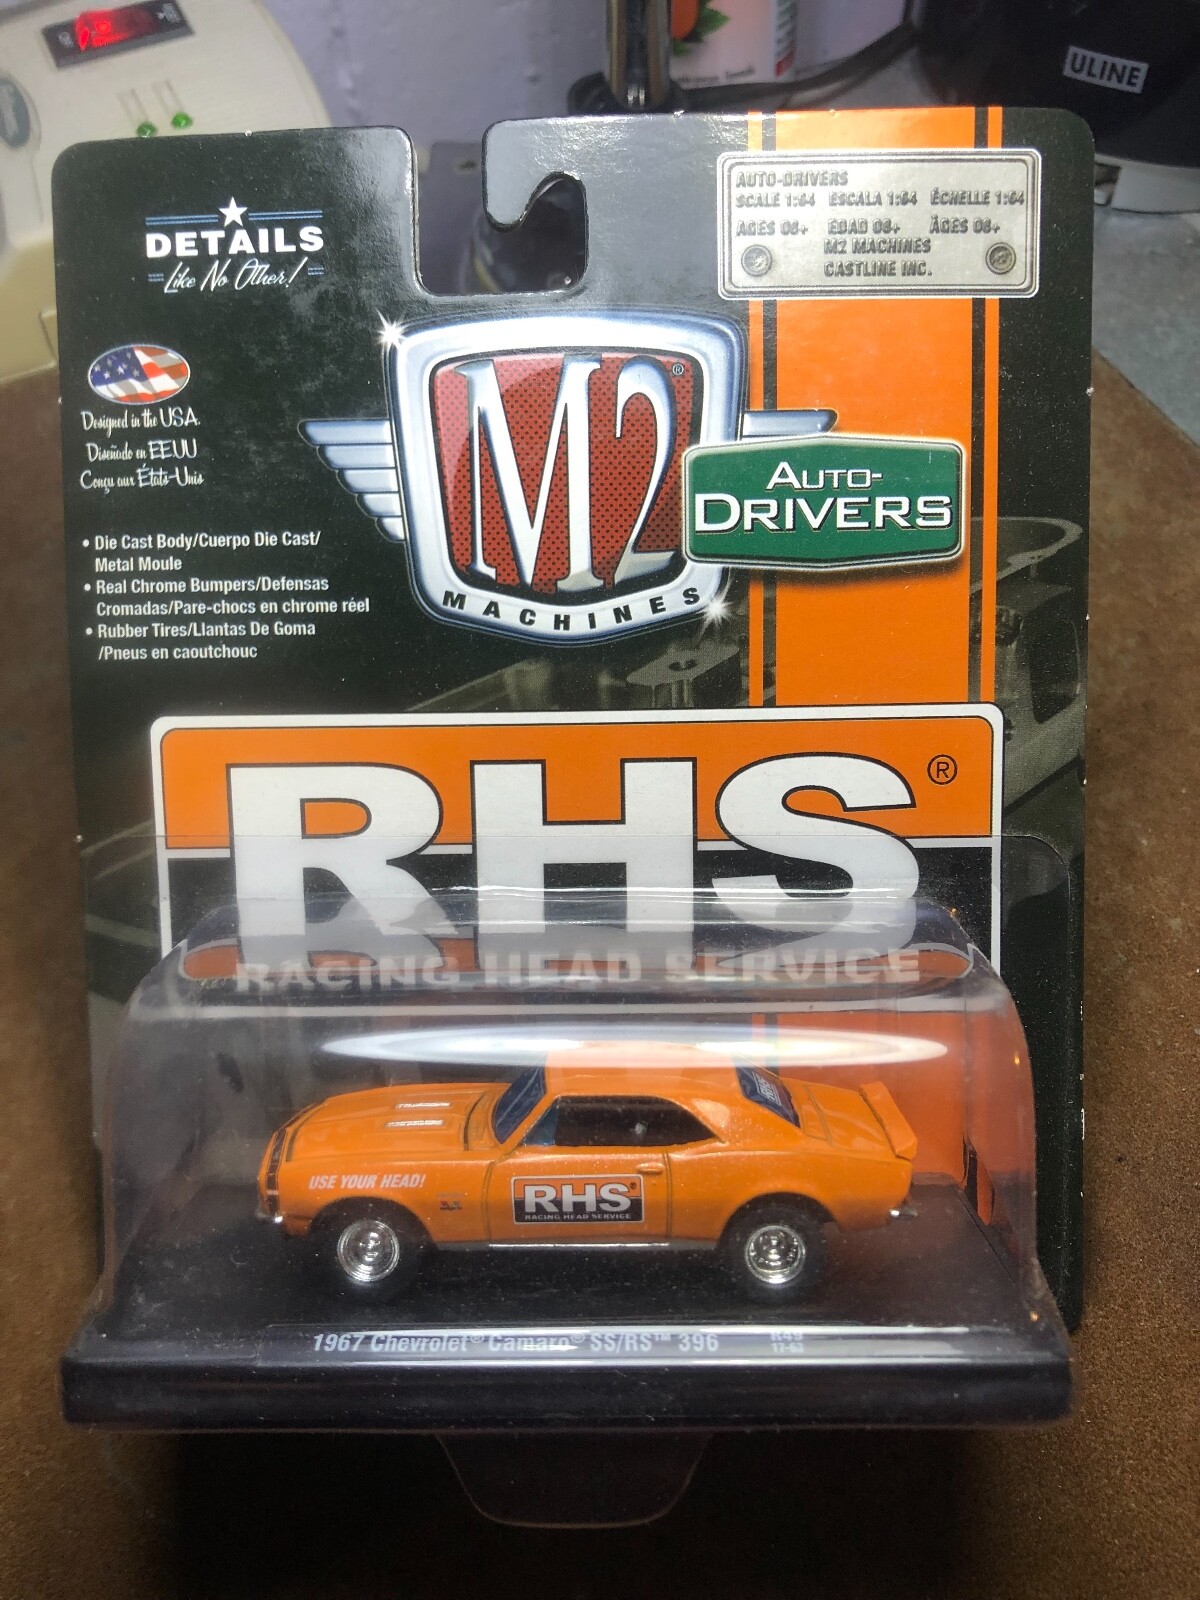 ULINE
AUTO-DRIVERS
SCALE 1:64 ESCALA 1:64 ÉCHELLE 1:64
AGES 08+ EDAD 08+ ÂGES 08+
M2 MACHINES
CASTLINE INC.
DETAILS
Like No Other!
Designed in the USA.
Diseñado en EEUU
Conçu aux États-Unis
• Die Cast Body/Cuerpo Die Cast/
Metal Moule
• Real Chrome Bumpers/Defensas
Cromadas/Pare-chocs en chrome réel
• Rubber Tires/Llantas De Goma
/Pneus en caoutchouc
M2®
MACHINES
AUTO-
DRIVERS
RHS®
RACING HEAD SERVICE
USE YOUR HEAD!
RHS®
RACING HEAD SERVICE
1967 Chevrolet® Camaro® SS/RS™ 396
R49
17-63